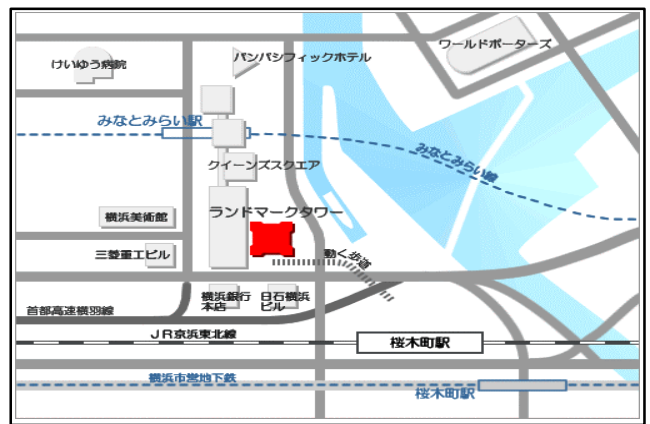 ワールドポーターズ
けいゆう病院
パンパシフィックホテル
みなとみらい駅
みなとみらい線
クイーンズスクエア
横浜美術館
ランドマークタワー
三菱重工ビル
動く歩道
横浜銀行
本店
日石横浜
ビル
首都高速横羽線
JR京浜東北線
桜木町駅
横浜市営地下鉄
桜木町駅